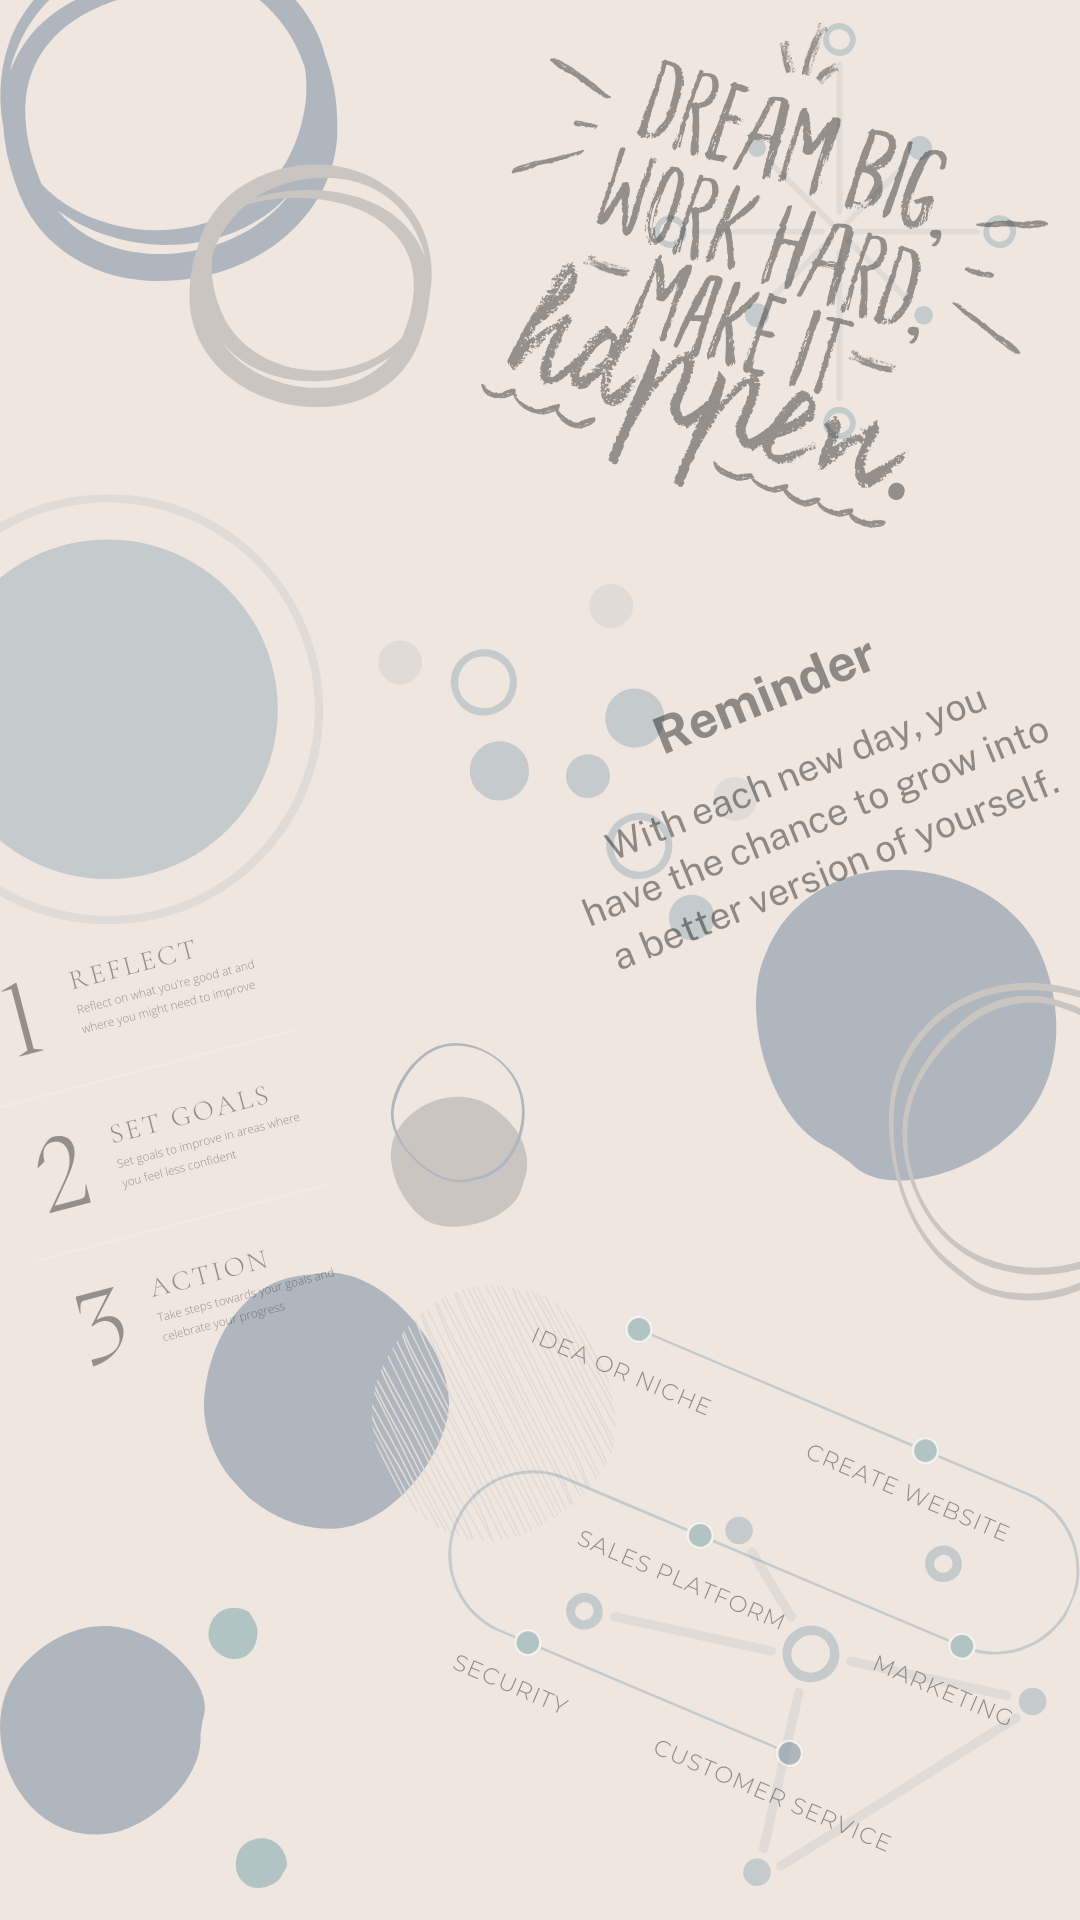 DREAM BIG,
WORK HARD,
MAKE IT
happen.
Reminder
With each new day, you
have the chance to grow into
a better version of yourself.
1
REFLECT
Reflect on what you're good at and
where you might need to improve
2
SET GOALS
Set goals to improve in areas where
you feel less confident
3
ACTION
Take steps towards your goals and
celebrate your progress
IDEA OR NICHE
CREATE WEBSITE
SALES PLATFORM
MARKETING
SECURITY
CUSTOMER SERVICE